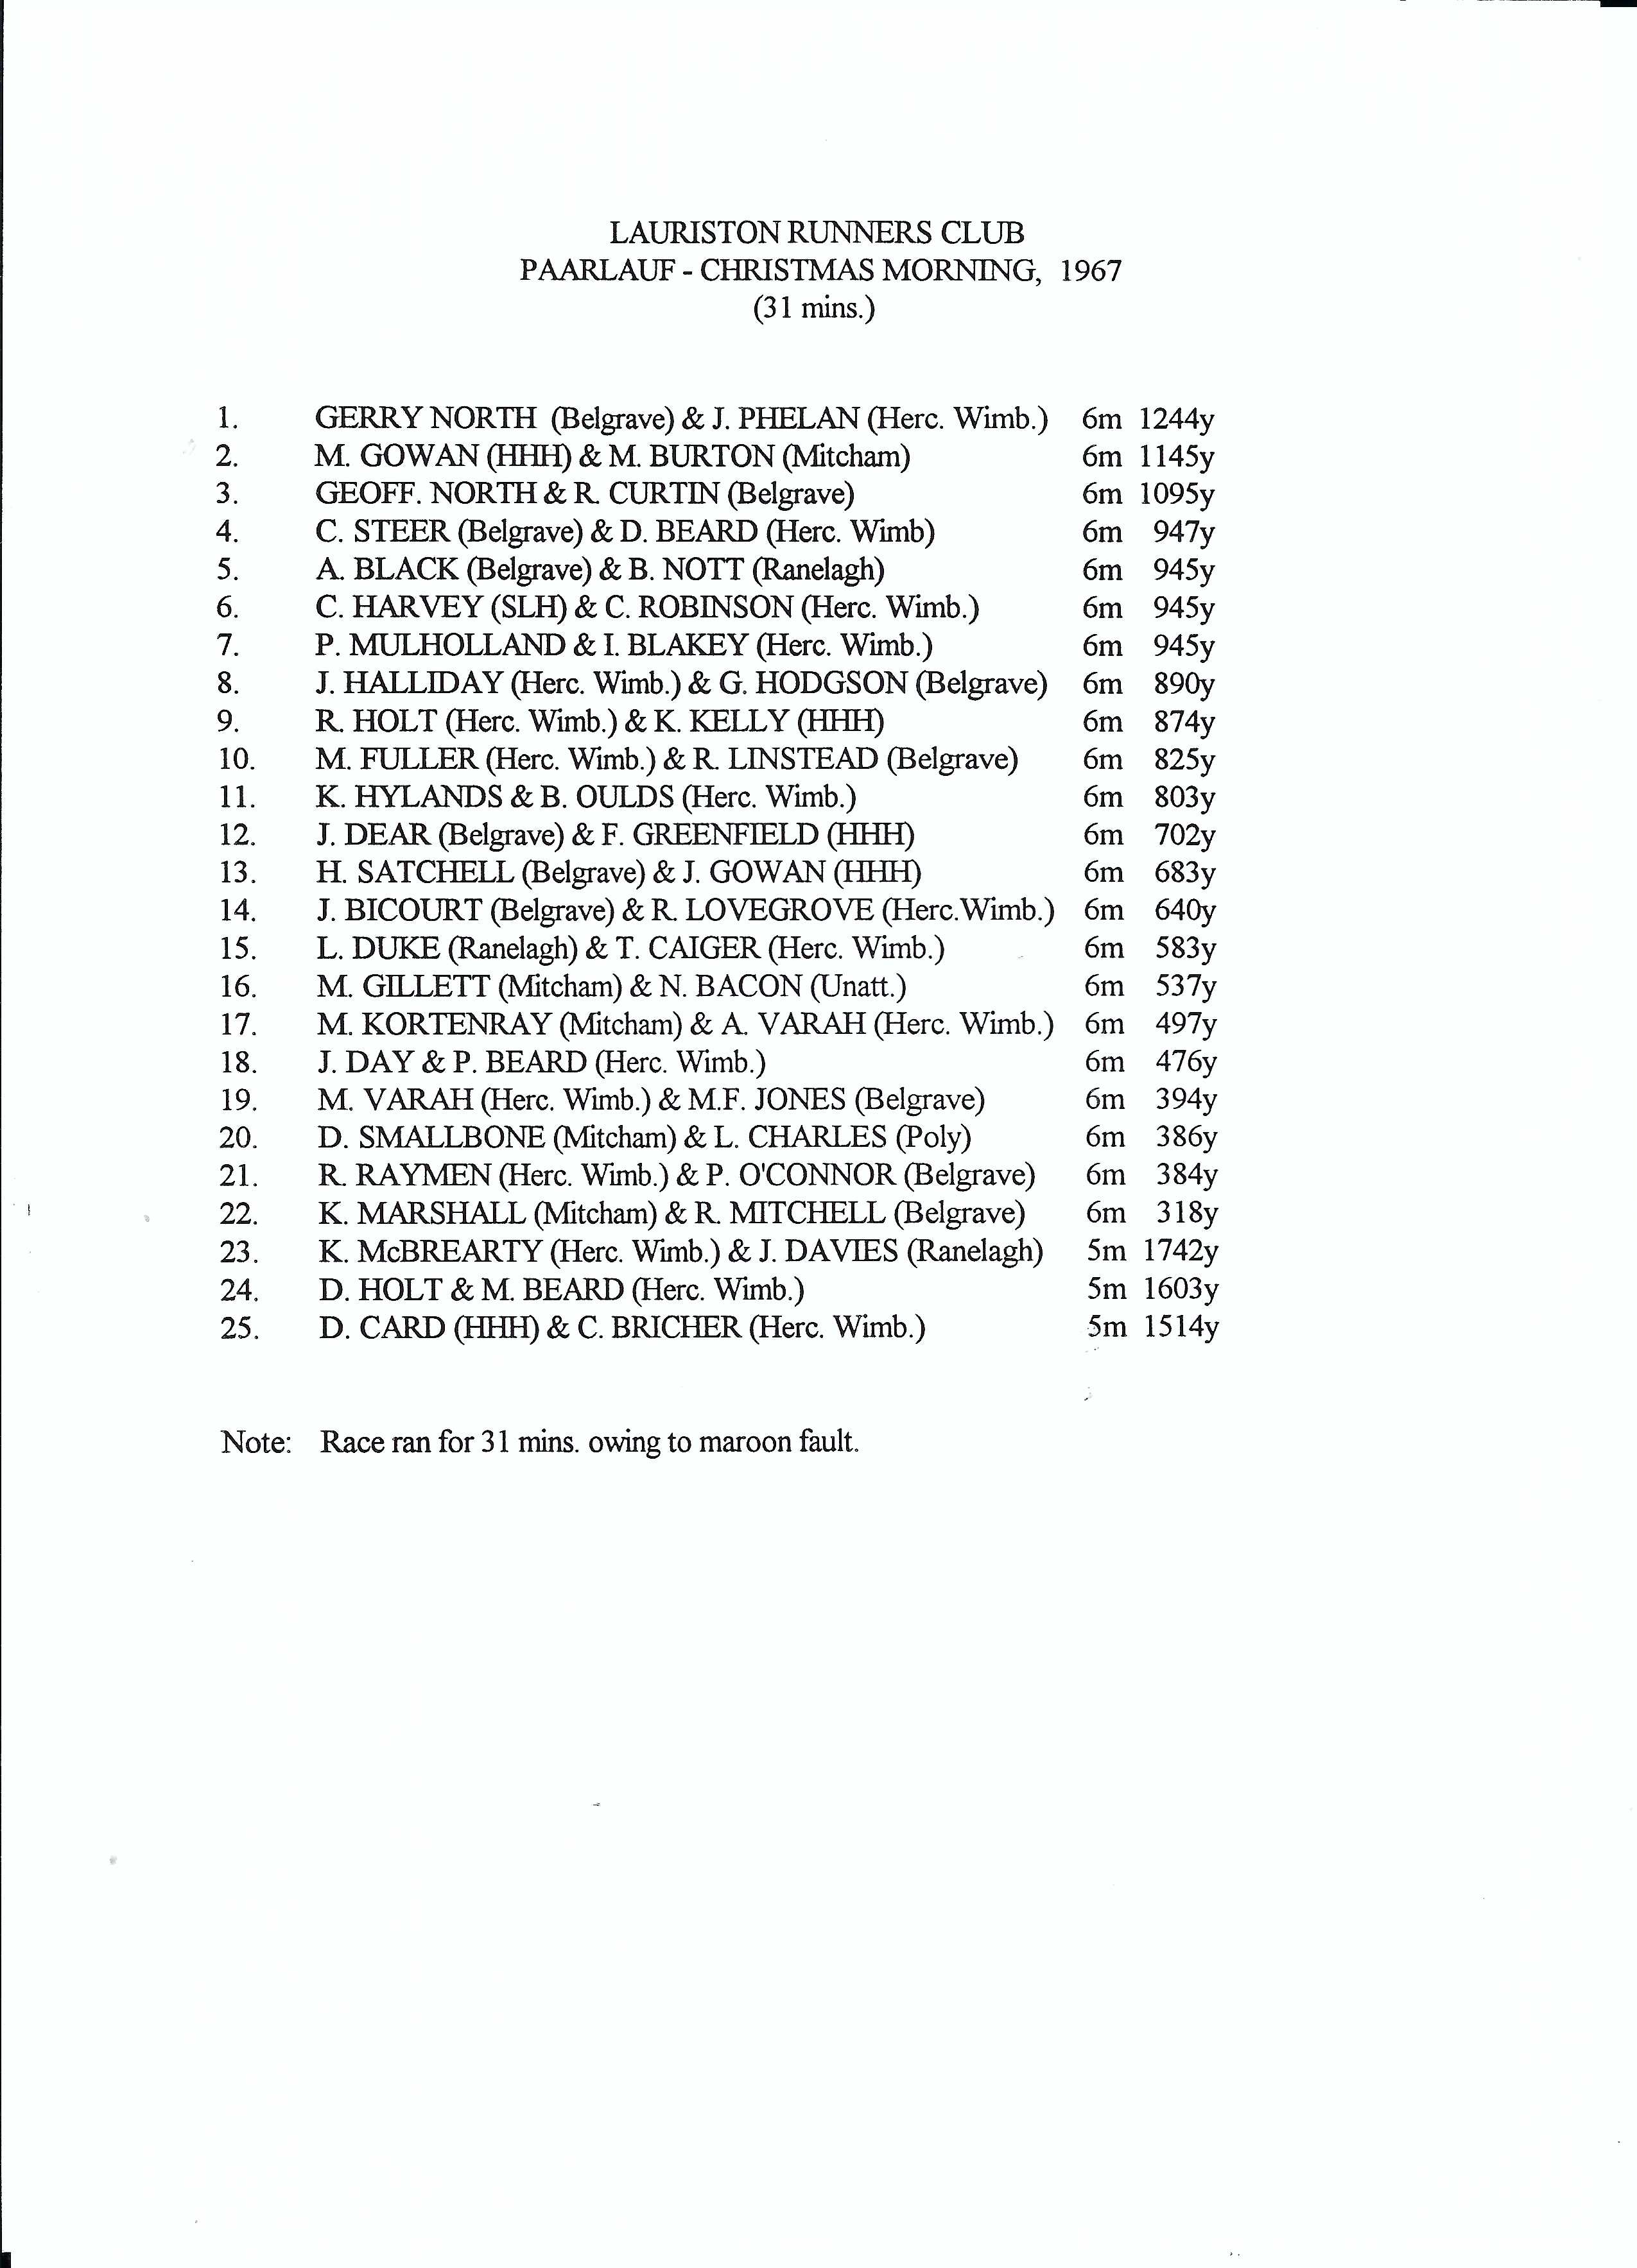 LAURISTON RUNNERS CLUB
PAARLAUF - CHRISTMAS MORNING, 1967
(31 mins.)
1. GERRY NORTH (Belgrave) & J. PHELAN (Herc. Wimb.) 6m 1244y
2. M. GOWAN (HHH) & M. BURTON (Mitcham) 6m 1145y
3. GEOFF. NORTH & R. CURTIN (Belgrave) 6m 1095y
4. C. STEER (Belgrave) & D. BEARD (Herc. Wimb) 6m 947y
5. A. BLACK (Belgrave) & B. NOTT (Ranelagh) 6m 945y
6. C. HARVEY (SLH) & C. ROBINSON (Herc. Wimb.) 6m 945y
7. P. MULHOLLAND & I. BLAKEY (Herc. Wimb.) 6m 945y
8. J. HALLIDAY (Herc. Wimb.) & G. HODGSON (Belgrave) 6m 890y
9. R. HOLT (Herc. Wimb.) & K. KELLY (HHH) 6m 874y
10. M. FULLER (Herc. Wimb.) & R. LINSTEAD (Belgrave) 6m 825y
11. K. HYLANDS & B. OULDS (Herc. Wimb.) 6m 803y
12. J. DEAR (Belgrave) & F. GREENFIELD (HHH) 6m 702y
13. H. SATCHELL (Belgrave) & J. GOWAN (HHH) 6m 683y
14. J. BICOURT (Belgrave) & R. LOVEGROVE (Herc.Wimb.) 6m 640y
15. L. DUKE (Ranelagh) & T. CAIGER (Herc. Wimb.) 6m 583y
16. M. GILLETT (Mitcham) & N. BACON (Unatt.) 6m 537y
17. M. KORTENRAY (Mitcham) & A. VARAH (Herc. Wimb.) 6m 497y
18. J. DAY & P. BEARD (Herc. Wimb.) 6m 476y
19. M. VARAH (Herc. Wimb.) & M.F. JONES (Belgrave) 6m 394y
20. D. SMALLBONE (Mitcham) & L. CHARLES (Poly) 6m 386y
21. R. RAYMEN (Herc. Wimb.) & P. O'CONNOR (Belgrave) 6m 384y
22. K. MARSHALL (Mitcham) & R. MITCHELL (Belgrave) 6m 318y
23. K. McBREARTY (Herc. Wimb.) & J. DAVIES (Ranelagh) 5m 1742y
24. D. HOLT & M. BEARD (Herc. Wimb.) 5m 1603y
25. D. CARD (HHH) & C. BRICHER (Herc. Wimb.) 5m 1514y
Note: Race ran for 31 mins. owing to maroon fault.